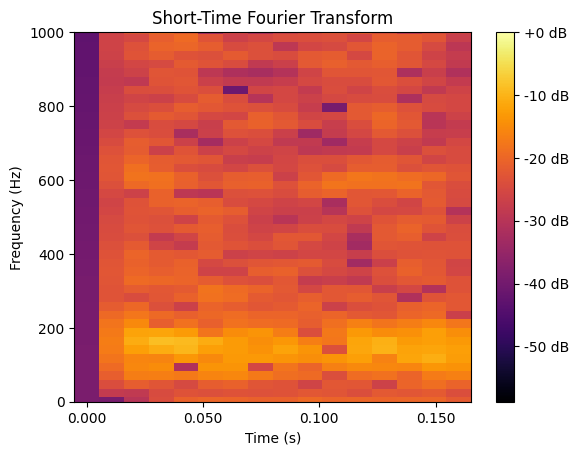 Short-Time Fourier Transform
1000
800
600
400
200
0
Frequency (Hz)
0.000
0.050
0.100
0.150
Time (s)
+0 dB
-10 dB
-20 dB
-30 dB
-40 dB
-50 dB